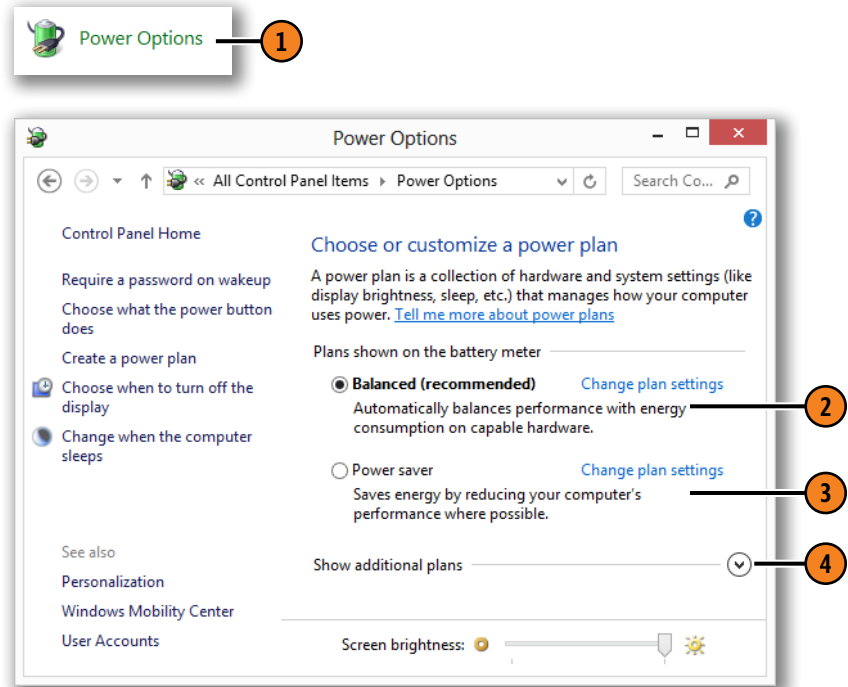 Power Options
1
Power Options
« All Control Panel Items ▸ Power Options
Search Co...
Control Panel Home
Require a password on wakeup
Choose what the power button
does
Create a power plan
Choose when to turn off the
display
Change when the computer
sleeps
See also
Personalization
Windows Mobility Center
User Accounts
?
Choose or customize a power plan
A power plan is a collection of hardware and system settings (like
display brightness, sleep, etc.) that manages how your computer
uses power. Tell me more about power plans
Plans shown on the battery meter
Balanced (recommended) Change plan settings
Automatically balances performance with energy
consumption on capable hardware.
2
Power saver Change plan settings
Saves energy by reducing your computer's
performance where possible.
3
Show additional plans
4
Screen brightness: